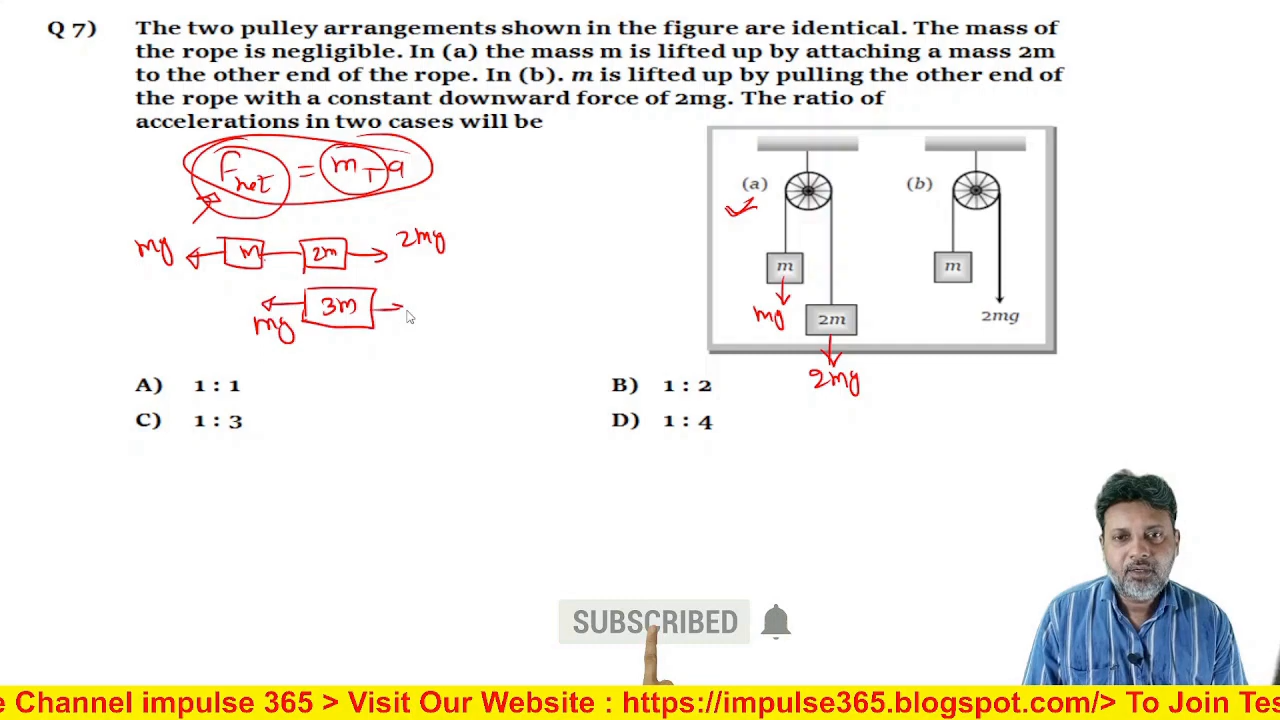 Q 7) The two pulley arrangements shown in the figure are identical. The mass of
the rope is negligible. In (a) the mass m is lifted up by attaching a mass 2m
to the other end of the rope. In (b). m is lifted up by pulling the other end of
the rope with a constant downward force of 2mg. The ratio of
accelerations in two cases will be
Fnet = mT a
mg m 2m 2mg
mg 3m
(a) (b)
m m
mg 2m 2mg
2mg
A) 1 : 1 B) 1 : 2
C) 1 : 3 D) 1 : 4
SUBSCRIBED
e Channel impulse 365 > Visit Our Website : https://impulse365.blogspot.com/> To Join Tes